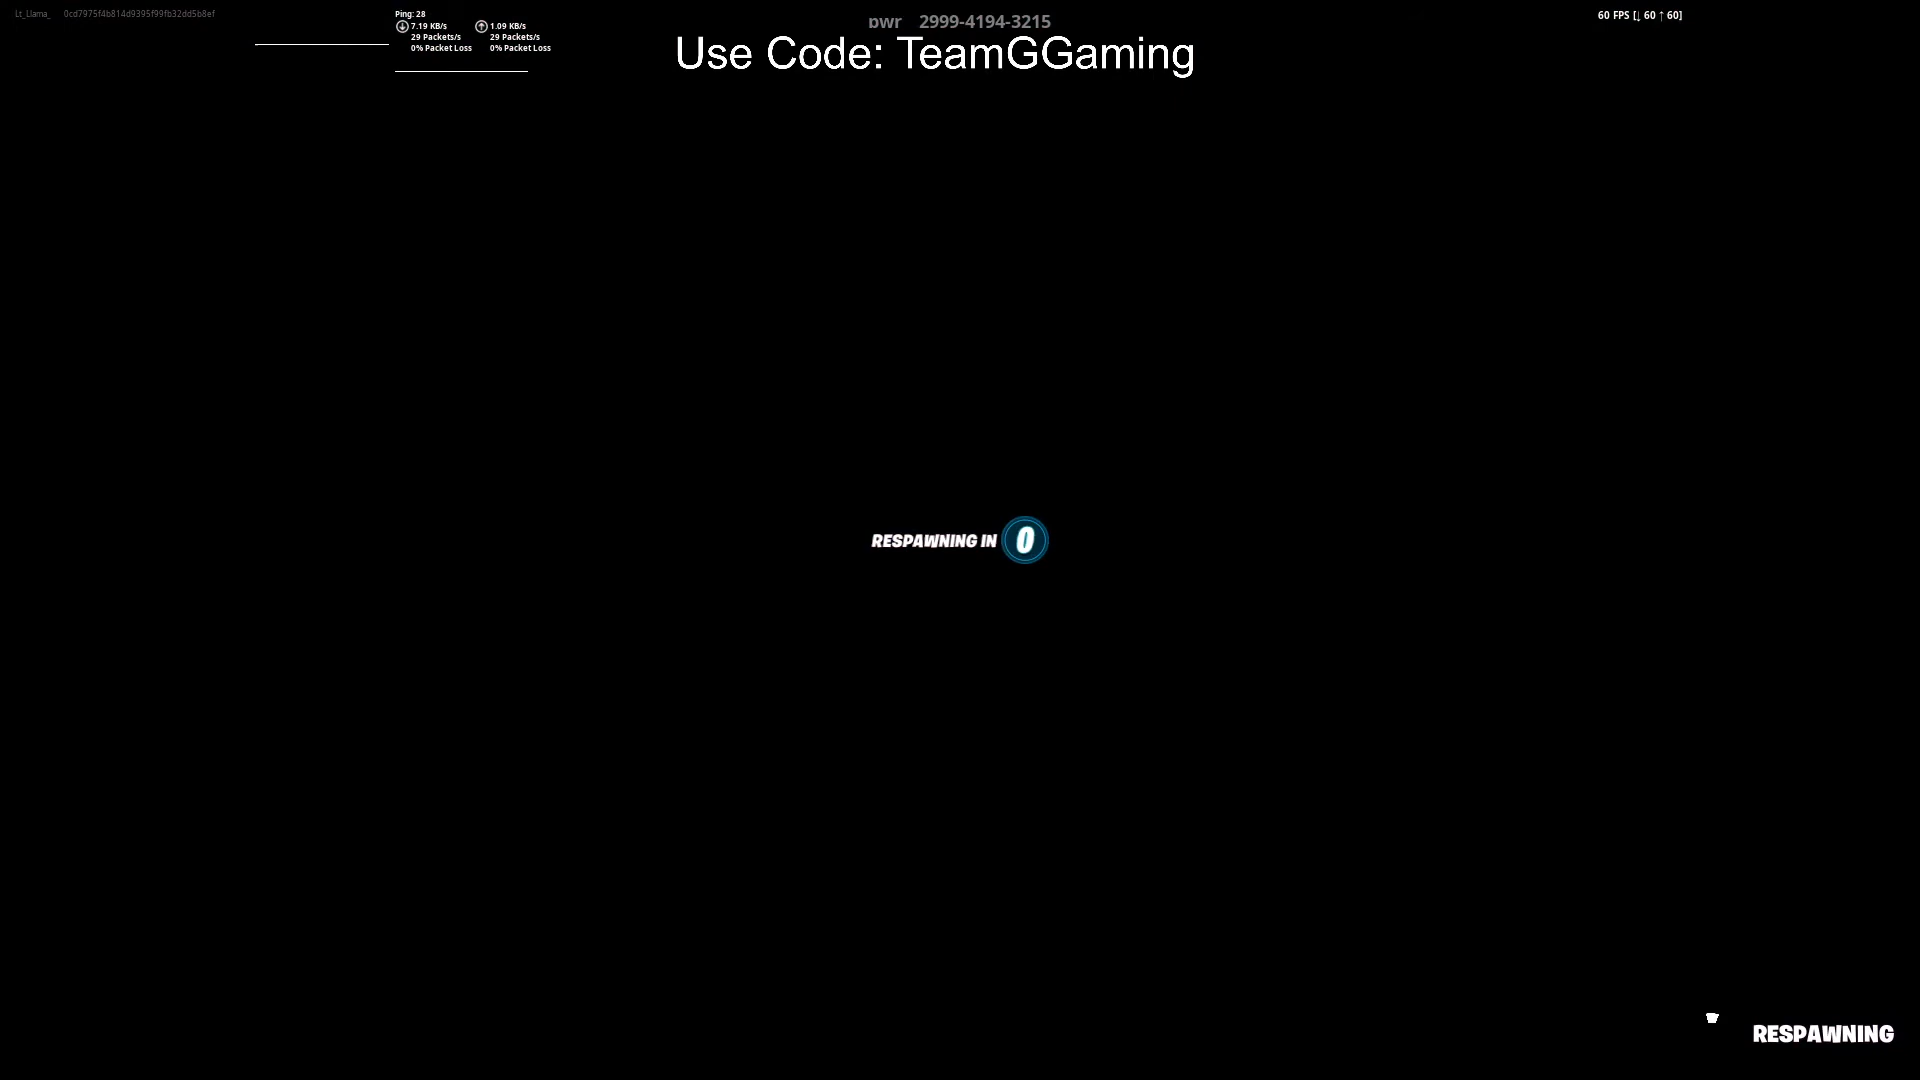 Lt_Llama_ 0cd7975f4b814d9395f99fb32dd5b8ef
Ping: 28
7.19 KB/s 1.09 KB/s
29 Packets/s 29 Packets/s
0% Packet Loss 0% Packet Loss
pwr 2999-4194-3215
60 FPS [↓ 60 ↑ 60]
Use Code: TeamGGaming
RESPAWNING IN 0
RESPAWNING